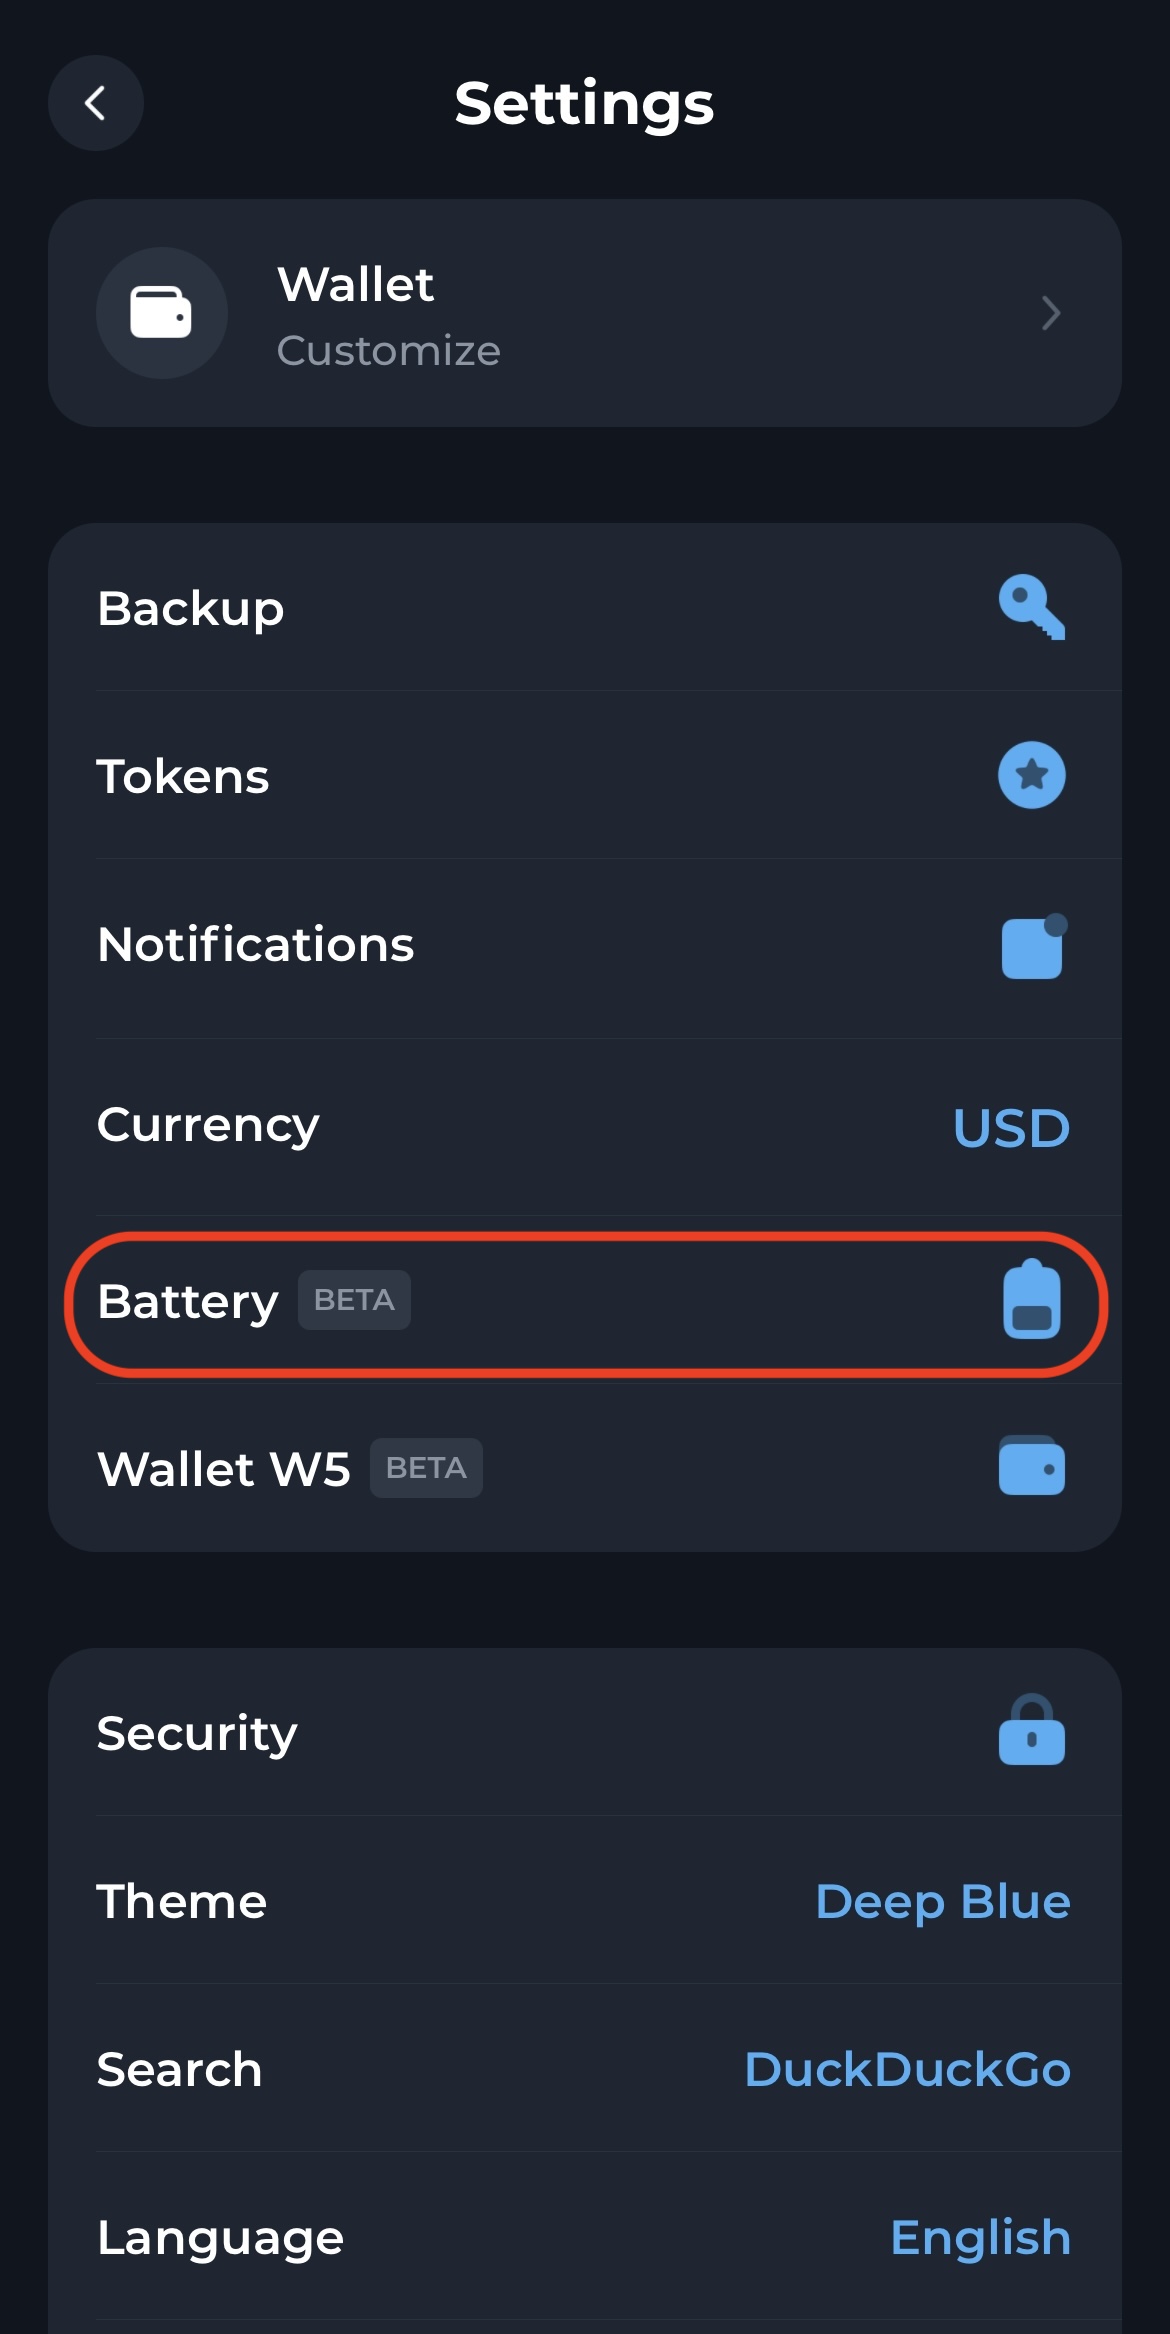 Settings
Wallet
Customize
Backup
Tokens
Notifications
Currency USD
Battery BETA
Wallet W5 BETA
Security
Theme Deep Blue
Search DuckDuckGo
Language English